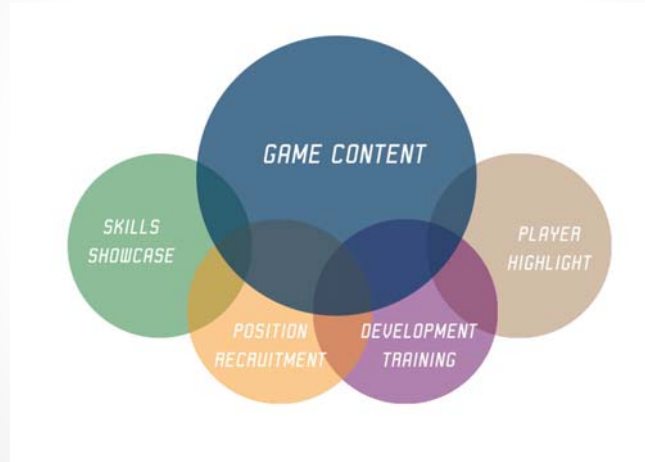 GAME CONTENT
SKILLS
SHOWCASE
POSITION
RECRUITMENT
DEVELOPMENT
TRAINING
PLAYER
HIGHLIGHT